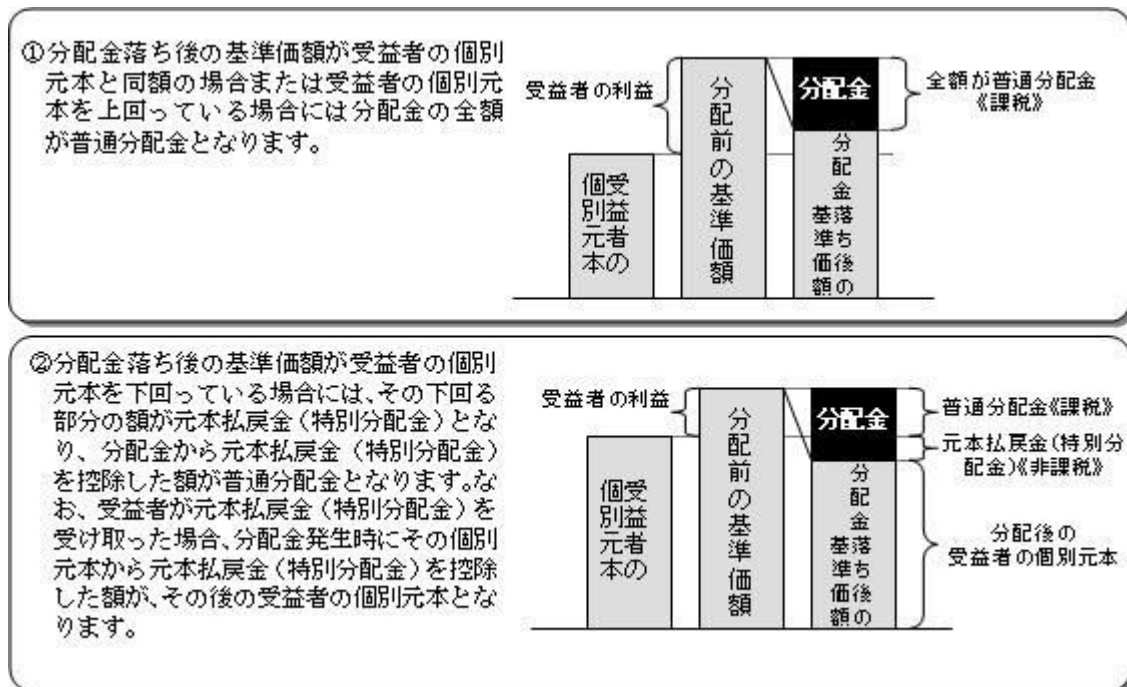 ①分配金落ち後の基準価額が受益者の個別
元本と同額の場合または受益者の個別元
本を上回っている場合には分配金の全額
が普通分配金となります。
受益者の利益
受益者の
個別元本
分配前の基準価額
分配金
分配金落ち後の
基準価額
全額が普通分配金
《課税》
②分配金落ち後の基準価額が受益者の個別
元本を下回っている場合には、その下回る
部分の額が元本払戻金（特別分配金）とな
り、分配金から元本払戻金（特別分配金）
を控除した額が普通分配金となります。な
お、受益者が元本払戻金（特別分配金）を
受け取った場合、分配金発生時にその個別
元本から元本払戻金（特別分配金）を控除
した額が、その後の受益者の個別元本とな
ります。
受益者の利益
受益者の
個別元本
分配前の基準価額
分配金
分配金落ち後の
基準価額
普通分配金《課税》
元本払戻金（特別分
配金）《非課税》
分配後の
受益者の個別元本